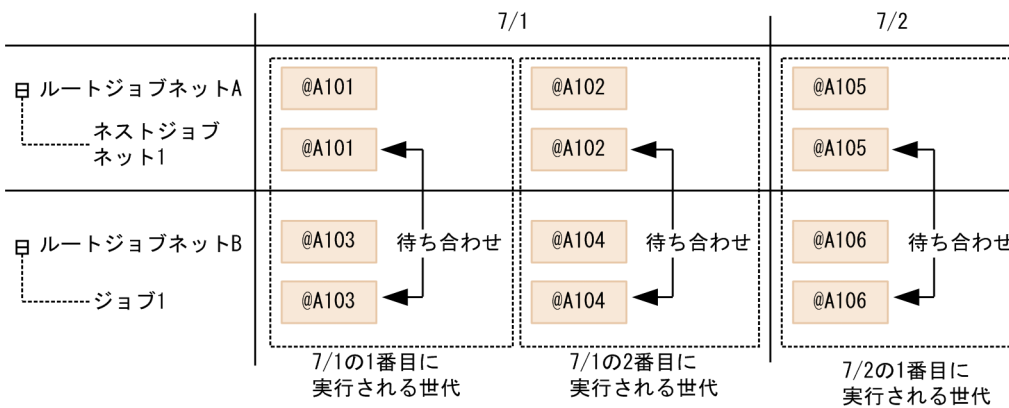 7/1
7/2
ルートジョブネットA
@A101
@A102
@A105
ネストジョブ
ネット1
@A101
@A102
@A105
ルートジョブネットB
@A103
待ち合わせ
@A104
待ち合わせ
@A106
待ち合わせ
ジョブ1
@A103
@A104
@A106
7/1の1番目に
実行される世代
7/1の2番目に
実行される世代
7/2の1番目に
実行される世代